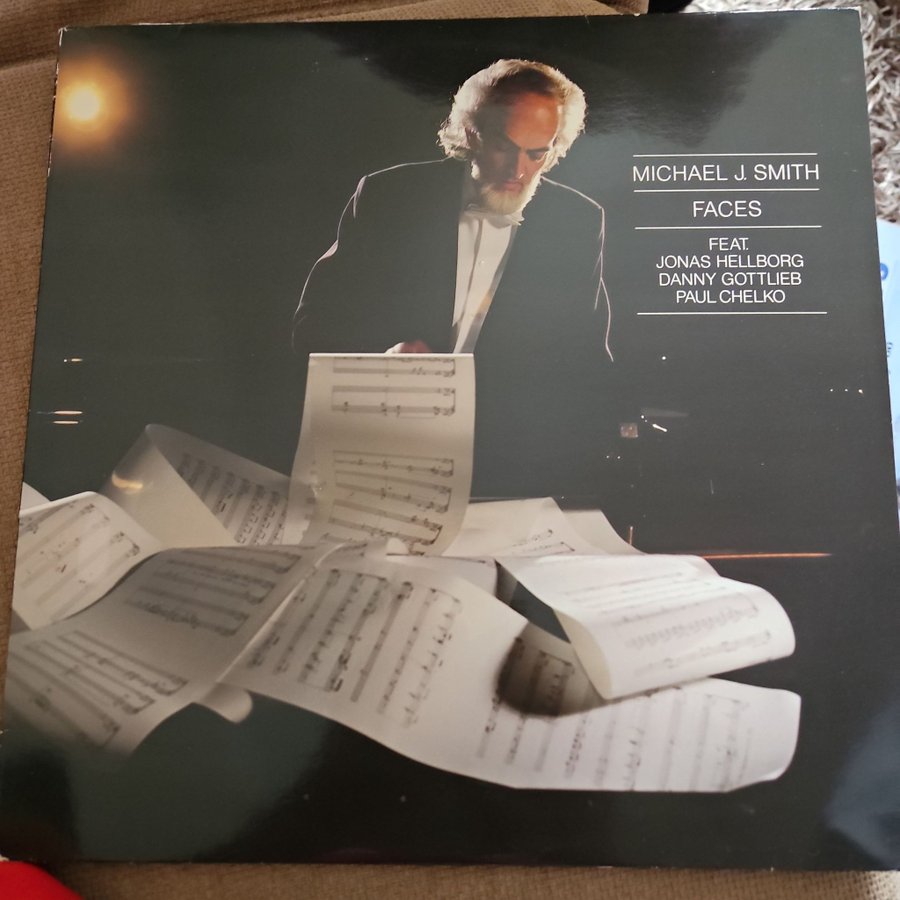 MICHAEL J. SMITH
FACES
FEAT.
JONAS HELLBORG
DANNY GOTTLIEB
PAUL CHELKO